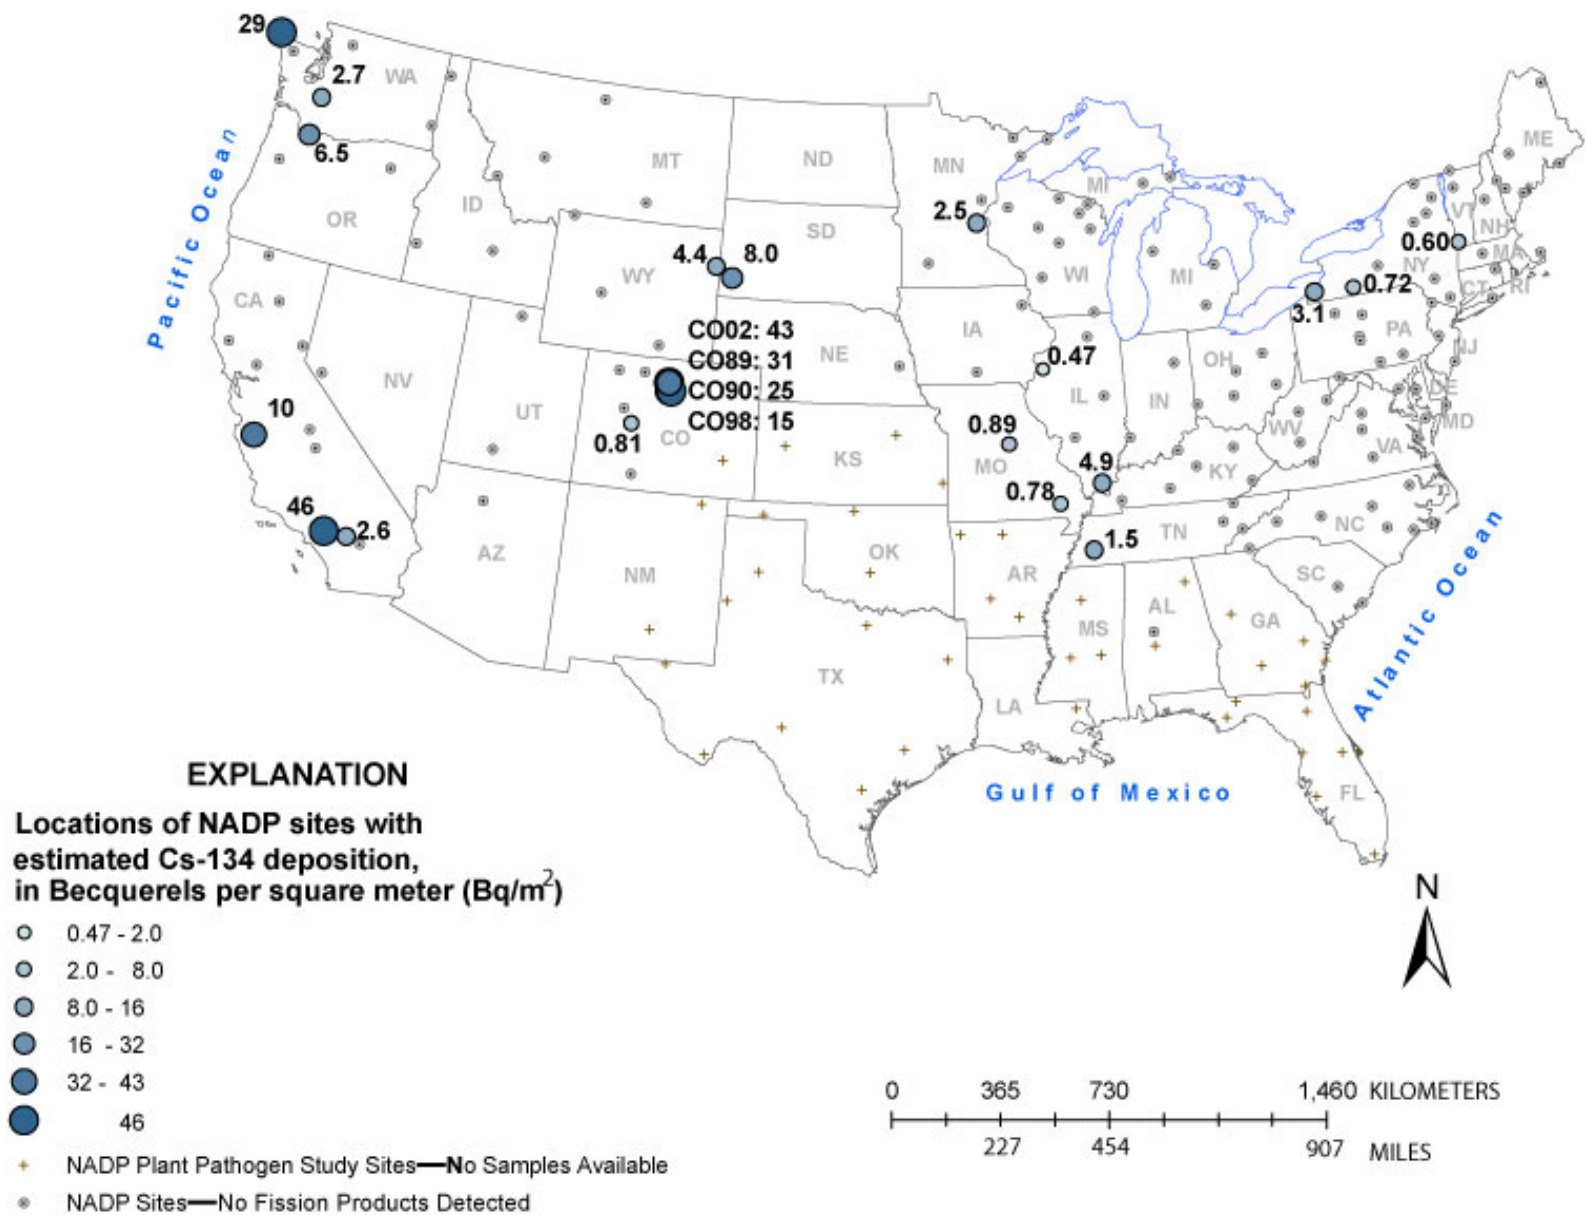 29
2.7
WA
6.5
Pacific Ocean
MT
ND
MN
ME
OR
ID
SD
MI
2.5
VT
NH
0.60
4.4
8.0
WY
WI
MI
NY
MA
CT
RI
0.72
3.1
CA
CO02: 43
CO89: 31
CO90: 25
CO98: 15
NE
IA
0.47
PA
NJ
OH
NV
UT
10
0.81
CO
KS
0.89
MO
IL
IN
DE
MD
WV
VA
4.9
KY
0.78
46
2.6
AZ
NM
OK
AR
TN
1.5
NC
SC
MS
AL
GA
Atlantic Ocean
TX
LA
Gulf of Mexico
FL
EXPLANATION
Locations of NADP sites with
estimated Cs-134 deposition,
in Becquerels per square meter (Bq/m²)
0.47 - 2.0
2.0 - 8.0
8.0 - 16
16 - 32
32 - 43
46
NADP Plant Pathogen Study Sites—No Samples Available
NADP Sites—No Fission Products Detected
N
0 365 730 1,460 KILOMETERS
227 454 907 MILES